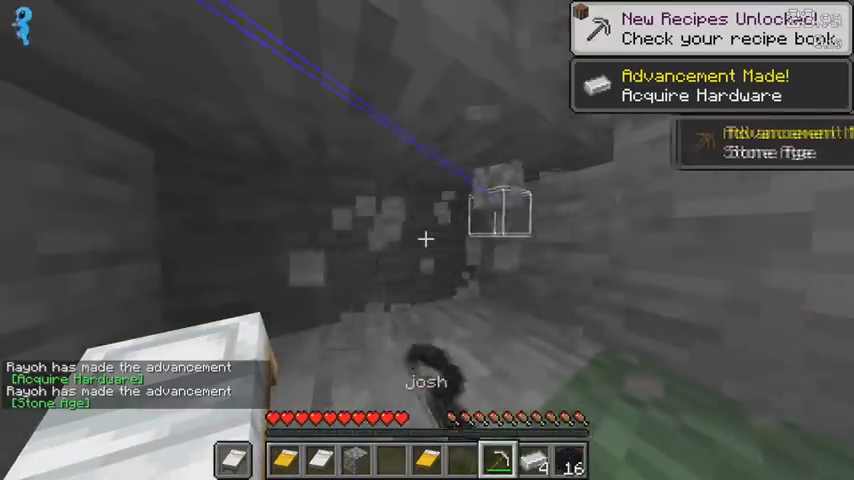 New Recipes Unlocked!
Check your recipe book
Advancement Made!
Acquire Hardware
Advancement M
Stone Age
Rayoh has made the advancement
[Acquire Hardware]
Rayoh has made the advancement
[Stone Age]
josh
4
16